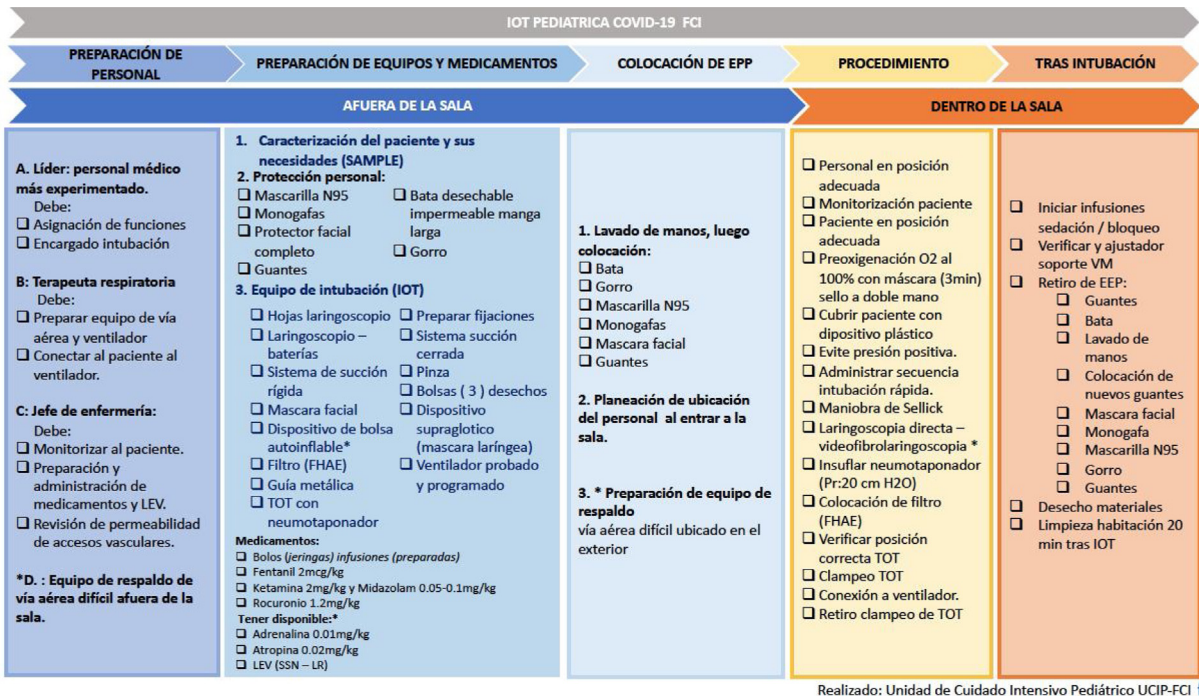 IOT PEDIATRICA COVID-19 FCI
PREPARACIÓN DE
PERSONAL
PREPARACIÓN DE EQUIPOS Y MEDICAMENTOS
COLOCACIÓN DE EPP
PROCEDIMIENTO
TRAS INTUBACIÓN
AFUERA DE LA SALA
DENTRO DE LA SALA
A. Líder: personal médico
más experimentado.
Debe:
☐ Asignación de funciones
☐ Encargado intubación
B: Terapeuta respiratoria
Debe:
☐ Preparar equipo de vía
aérea y ventilador
☐ Conectar al paciente al
ventilador.
C: Jefe de enfermería:
Debe:
☐ Monitorizar al paciente.
☐ Preparación y
administración de
medicamentos y LEV.
☐ Revisión de permeabilidad
de accesos vasculares.
*D. : Equipo de respaldo de
vía aérea difícil afuera de la
sala.
1. Caracterización del paciente y sus
necesidades (SAMPLE)
2. Protección personal:
☐ Mascarilla N95
☐ Monogafas
☐ Protector facial
completo
☐ Guantes
☐ Bata desechable
impermeable manga
larga
☐ Gorro
3. Equipo de intubación (IOT)
☐ Hojas laringoscopio
☐ Laringoscopio –
baterías
☐ Sistema de succión
rígida
☐ Mascara facial
☐ Dispositivo de bolsa
autoinflable*
☐ Filtro (FHAE)
☐ Guía metálica
☐ TOT con
neumotaponador
☐ Preparar fijaciones
☐ Sistema succión
cerrada
☐ Pinza
☐ Bolsas ( 3 ) desechos
☐ Dispositivo
supraglotico
(mascara laríngea)
☐ Ventilador probado
y programado
Medicamentos:
☐ Bolos (jeringas) infusiones (preparadas)
☐ Fentanil 2mcg/kg
☐ Ketamina 2mg/kg y Midazolam 0.05-0.1mg/kg
☐ Rocuronio 1.2mg/kg
Tener disponible:*
☐ Adrenalina 0.01mg/kg
☐ Atropina 0.02mg/kg
☐ LEV (SSN – LR)
1. Lavado de manos, luego
colocación:
☐ Bata
☐ Gorro
☐ Mascarilla N95
☐ Monogafas
☐ Mascara facial
☐ Guantes
2. Planeación de ubicación
del personal al entrar a la
sala.
3. * Preparación de equipo de
respaldo
vía aérea difícil ubicado en el
exterior
☐ Personal en posición
adecuada
☐ Monitorización paciente
☐ Paciente en posición
adecuada
☐ Preoxigenación O2 al
100% con máscara (3min)
sello a doble mano
☐ Cubrir paciente con
dipositivo plástico
☐ Evite presión positiva.
☐ Administrar secuencia
intubación rápida.
☐ Maniobra de Sellick
☐ Laringoscopia directa –
videofibrolaringoscopia *
☐ Insuflar neumotaponador
(Pr:20 cm H2O)
☐ Colocación de filtro
(FHAE)
☐ Verificar posición
correcta TOT
☐ Clampeo TOT
☐ Conexión a ventilador.
☐ Retiro clampeo de TOT
☐ Iniciar infusiones
sedación / bloqueo
☐ Verificar y ajustador
soporte VM
☐ Retiro de EEP:
☐ Guantes
☐ Bata
☐ Lavado de
manos
☐ Colocación de
nuevos guantes
☐ Mascara facial
☐ Monogafa
☐ Mascarilla N95
☐ Gorro
☐ Guantes
☐ Desecho materiales
☐ Limpieza habitación 20
min tras IOT
Realizado: Unidad de Cuidado Intensivo Pediátrico UCIP-FCI